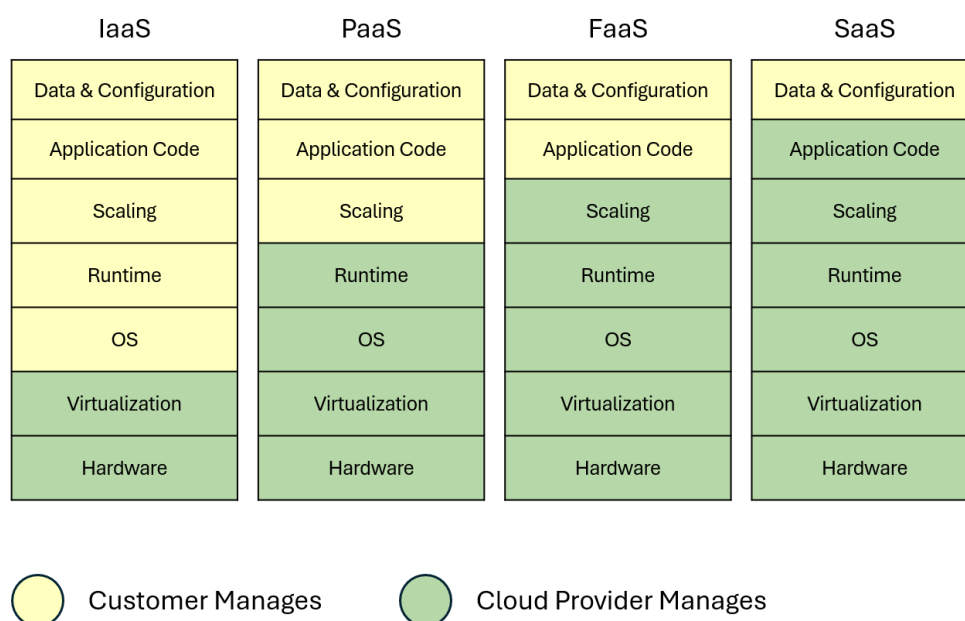 IaaS
PaaS
FaaS
SaaS
Data & Configuration
Data & Configuration
Data & Configuration
Data & Configuration
Application Code
Application Code
Application Code
Application Code
Scaling
Scaling
Scaling
Scaling
Runtime
Runtime
Runtime
Runtime
OS
OS
OS
OS
Virtualization
Virtualization
Virtualization
Virtualization
Hardware
Hardware
Hardware
Hardware
Customer Manages
Cloud Provider Manages